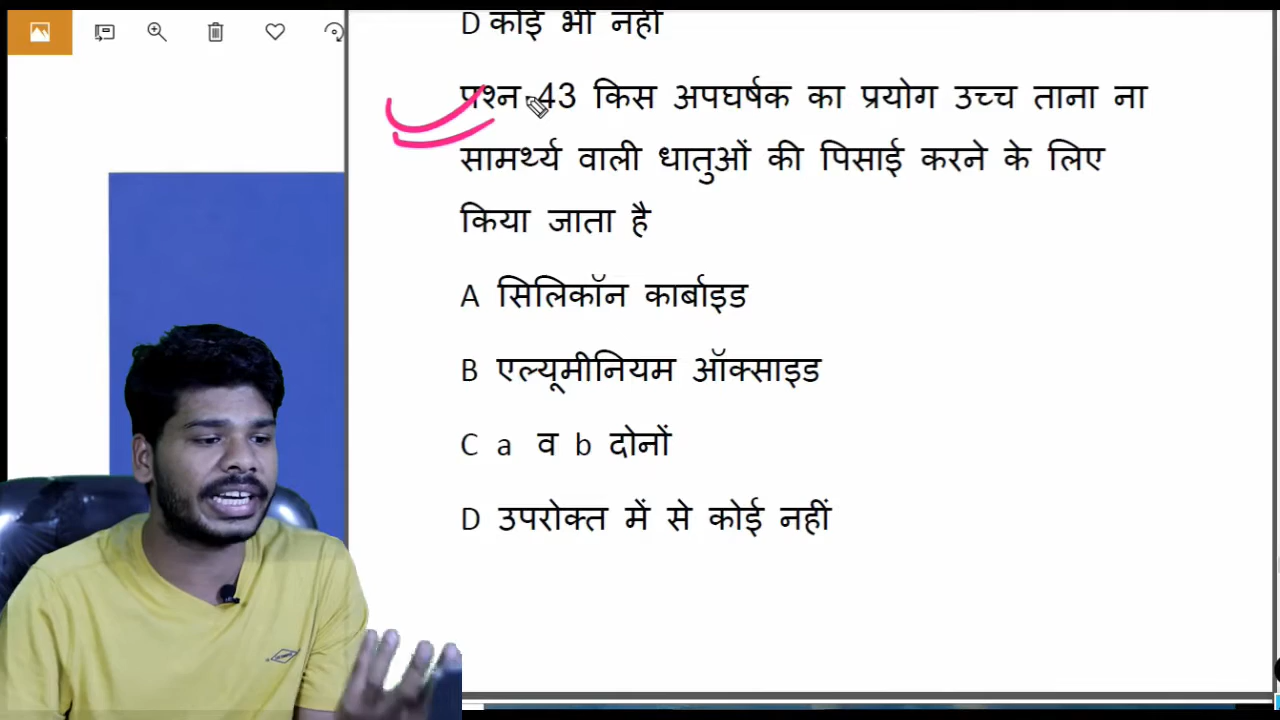 D कोई भी नहीं
प्रश्न 43 किस अपघर्षक का प्रयोग उच्च ताना ना
सामर्थ्य वाली धातुओं की पिसाई करने के लिए
किया जाता है
A सिलिकॉन कार्बाइड
B एल्यूमीनियम ऑक्साइड
C a व b दोनों
D उपरोक्त में से कोई नहीं